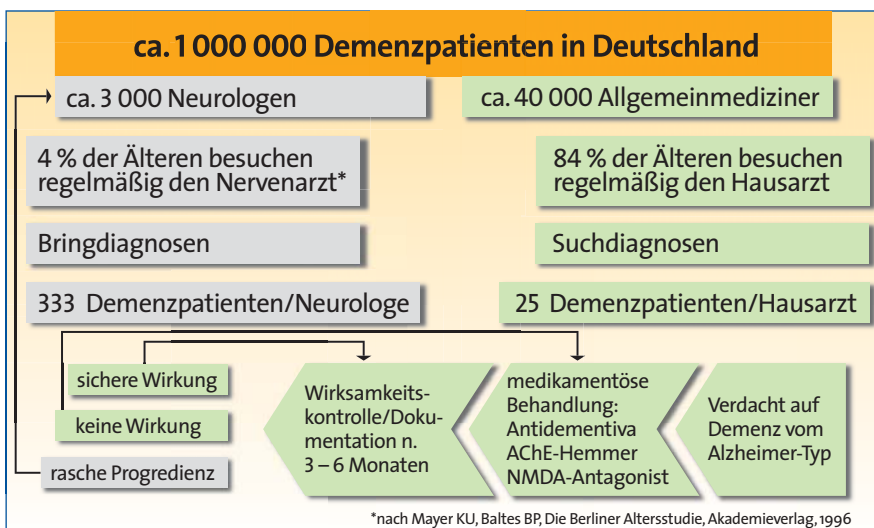 ca. 1 000 000 Demenzpatienten in Deutschland
ca. 3 000 Neurologen
ca. 40 000 Allgemeinmediziner
4 % der Älteren besuchen
regelmäßig den Nervenarzt*
84 % der Älteren besuchen
regelmäßig den Hausarzt
Bringdiagnosen
Suchdiagnosen
333 Demenzpatienten/Neurologe
25 Demenzpatienten/Hausarzt
sichere Wirkung
keine Wirkung
rasche Progredienz
Wirksamkeits-
kontrolle/Doku-
mentation n.
3 – 6 Monaten
medikamentöse
Behandlung:
Antidementiva
AChE-Hemmer
NMDA-Antagonist
Verdacht auf
Demenz vom
Alzheimer-Typ
*nach Mayer KU, Baltes BP, Die Berliner Altersstudie, Akademieverlag, 1996